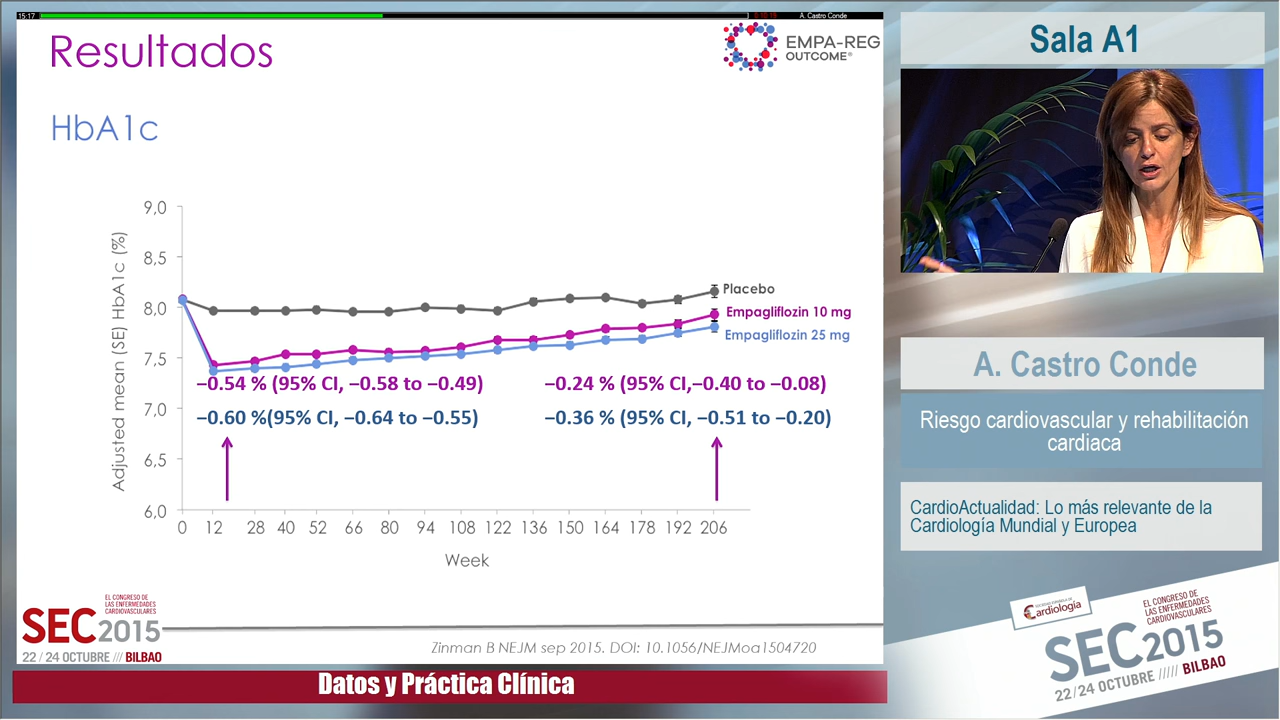 15:17
A. Castro Conde
Resultados
EMPA-REG
OUTCOME®
HbA1c
Adjusted mean (SE) HbA1c (%)
9,0
8,5
8,0
7,5
7,0
6,5
6,0
Placebo
Empagliflozin 10 mg
Empagliflozin 25 mg
−0.54 % (95% CI, −0.58 to −0.49)
−0.24 % (95% CI,−0.40 to −0.08)
−0.60 %(95% CI, −0.64 to −0.55)
−0.36 % (95% CI, −0.51 to −0.20)
0 12 28 40 52 66 80 94 108 122 136 150 164 178 192 206
Week
SEC2015
EL CONGRESO DE
LAS ENFERMEDADES
CARDIOVASCULARES
22 / 24 OCTUBRE /// BILBAO
Zinman B NEJM sep 2015. DOI: 10.1056/NEJMoa1504720
Datos y Práctica Clínica
Sala A1
A. Castro Conde
Riesgo cardiovascular y rehabilitación
cardiaca
CardioActualidad: Lo más relevante de la
Cardiología Mundial y Europea
SOCIEDAD ESPAÑOLA DE
Cardiología
EL CONGRESO DE
LAS ENFERMEDADES
CARDIOVASCULARES
SEC2015
22/24 OCTUBRE ///// BILBAO